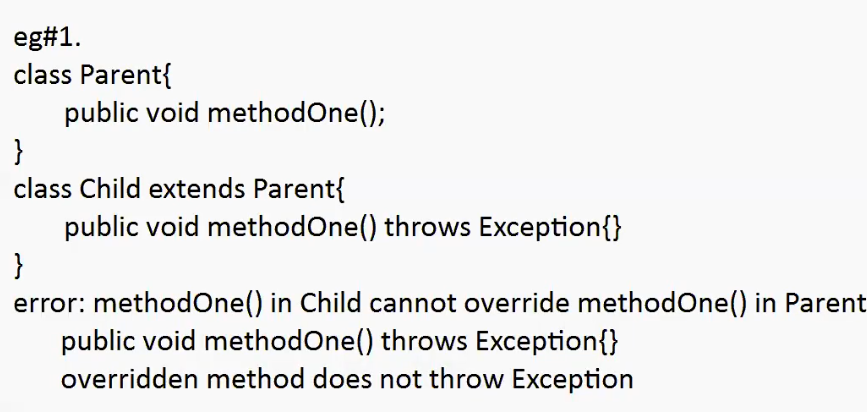 eg#1.
class Parent{
public void methodOne();
}
class Child extends Parent{
public void methodOne() throws Exception{}
}
error: methodOne() in Child cannot override methodOne() in Parent
public void methodOne() throws Exception{}
overridden method does not throw Exception